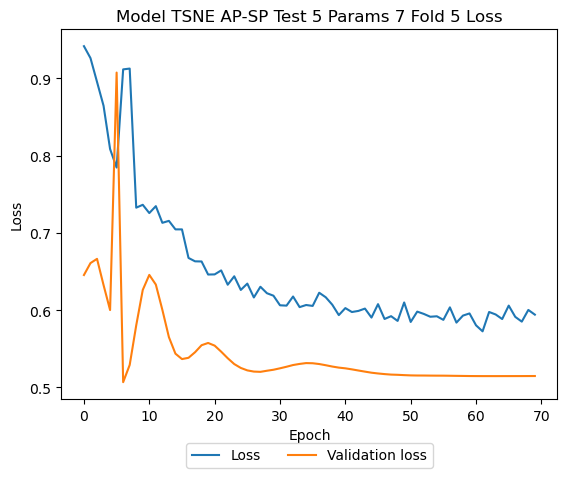 Model TSNE AP-SP Test 5 Params 7 Fold 5 Loss
0.9
0.8
0.7
0.6
0.5
Loss
0 10 20 30 40 50 60 70
Epoch
Loss Validation loss